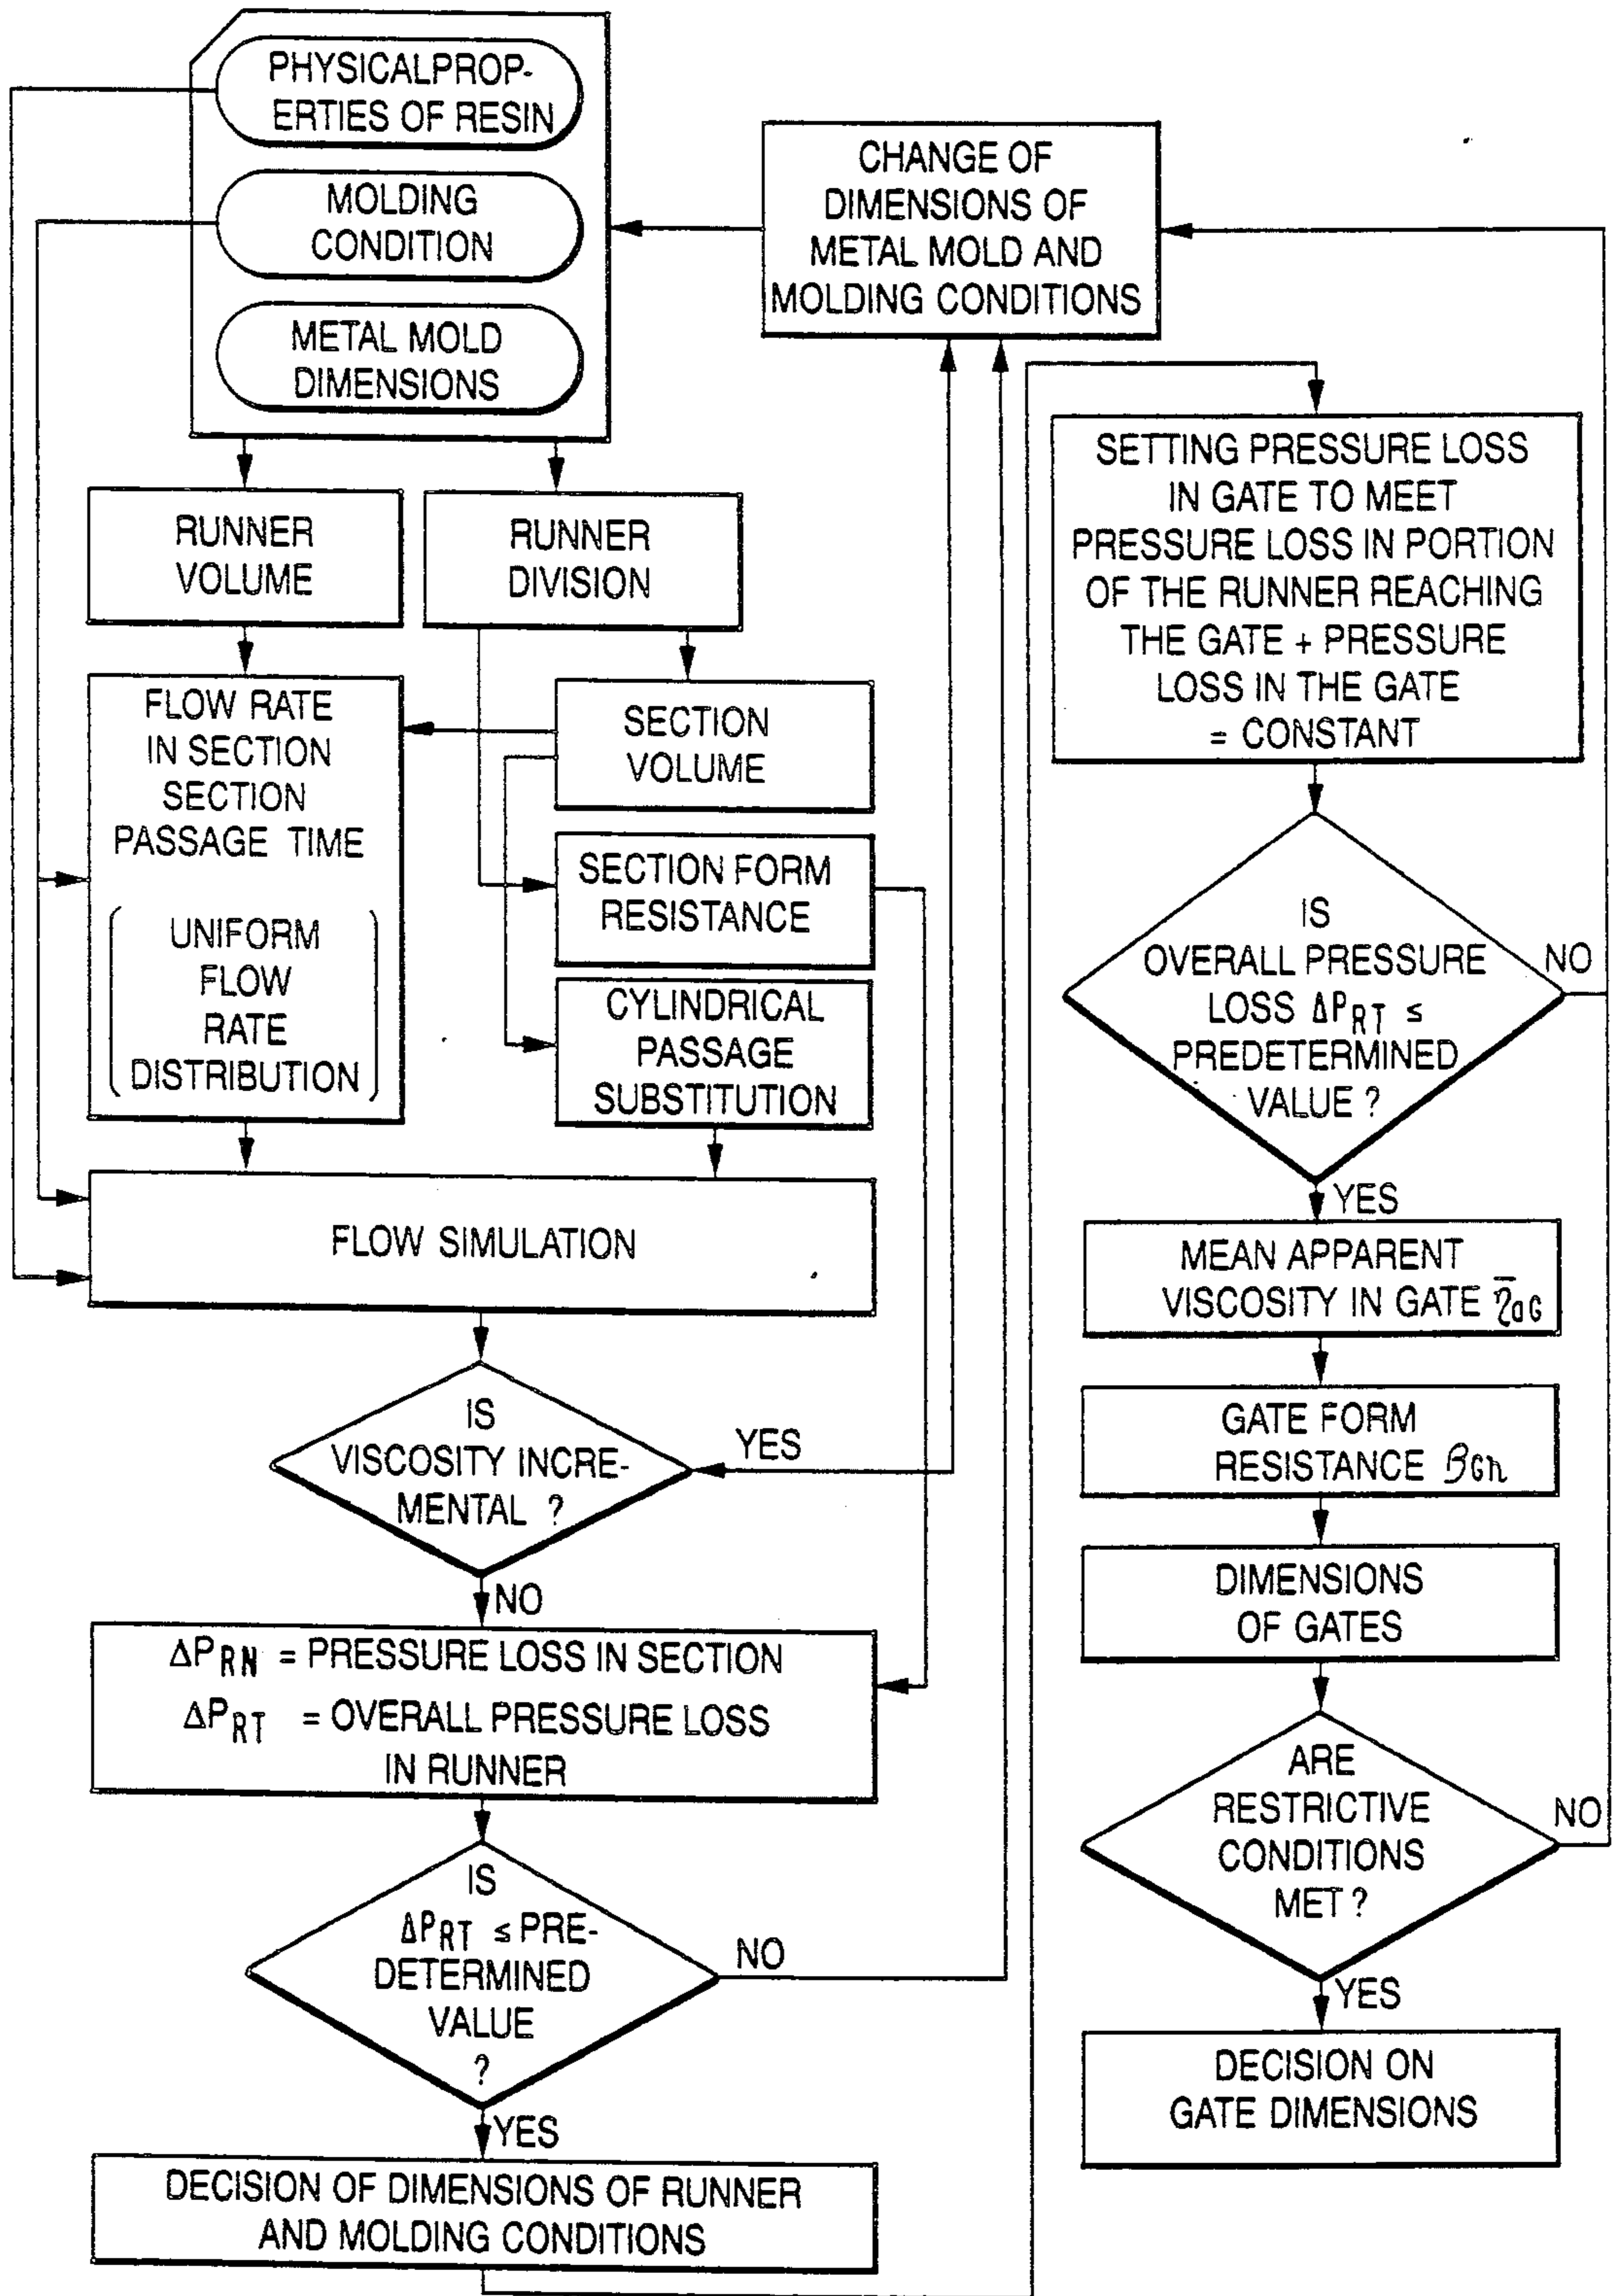 PHYSICALPROP-
ERTIES OF RESIN
MOLDING
CONDITION
METAL MOLD
DIMENSIONS
CHANGE OF
DIMENSIONS OF
METAL MOLD AND
MOLDING CONDITIONS
RUNNER
VOLUME
RUNNER
DIVISION
FLOW RATE
IN SECTION
SECTION
PASSAGE TIME
UNIFORM
FLOW
RATE
DISTRIBUTION
SECTION
VOLUME
SECTION FORM
RESISTANCE
CYLINDRICAL
PASSAGE
SUBSTITUTION
FLOW SIMULATION
IS
VISCOSITY INCRE-
MENTAL ?
YES
NO
ΔPRN = PRESSURE LOSS IN SECTION
ΔPRT = OVERALL PRESSURE LOSS
IN RUNNER
IS
ΔPRT ≤ PRE-
DETERMINED
VALUE
?
NO
YES
DECISION OF DIMENSIONS OF RUNNER
AND MOLDING CONDITIONS
SETTING PRESSURE LOSS
IN GATE TO MEET
PRESSURE LOSS IN PORTION
OF THE RUNNER REACHING
THE GATE + PRESSURE
LOSS IN THE GATE
= CONSTANT
IS
OVERALL PRESSURE
LOSS ΔPRT ≤
PREDETERMINED
VALUE ?
NO
YES
MEAN APPARENT
VISCOSITY IN GATE η̄aG
GATE FORM
RESISTANCE βGn
DIMENSIONS
OF GATES
ARE
RESTRICTIVE
CONDITIONS
MET ?
NO
YES
DECISION ON
GATE DIMENSIONS